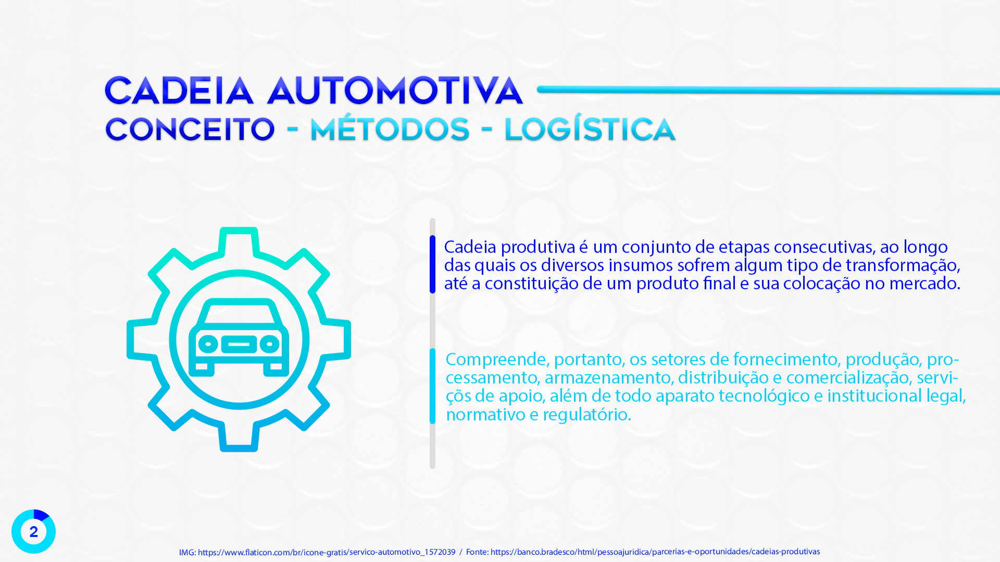 CADEIA AUTOMOTIVA
CONCEITO - MÉTODOS - LOGÍSTICA
Cadeia produtiva é um conjunto de etapas consecutivas, ao longo
das quais os diversos insumos sofrem algum tipo de transformação,
até a constituição de um produto final e sua colocação no mercado.
Compreende, portanto, os setores de fornecimento, produção, pro-
cessamento, armazenamento, distribuição e comercialização, servi-
çõs de apoio, além de todo aparato tecnológico e institucional legal,
normativo e regulatório.
2
IMG: https://www.flaticon.com/br/icone-gratis/servico-automotivo_1572039 / Fonte: https://banco.bradesco/html/pessoajuridica/parcerias-e-oportunidades/cadeias-produtivas